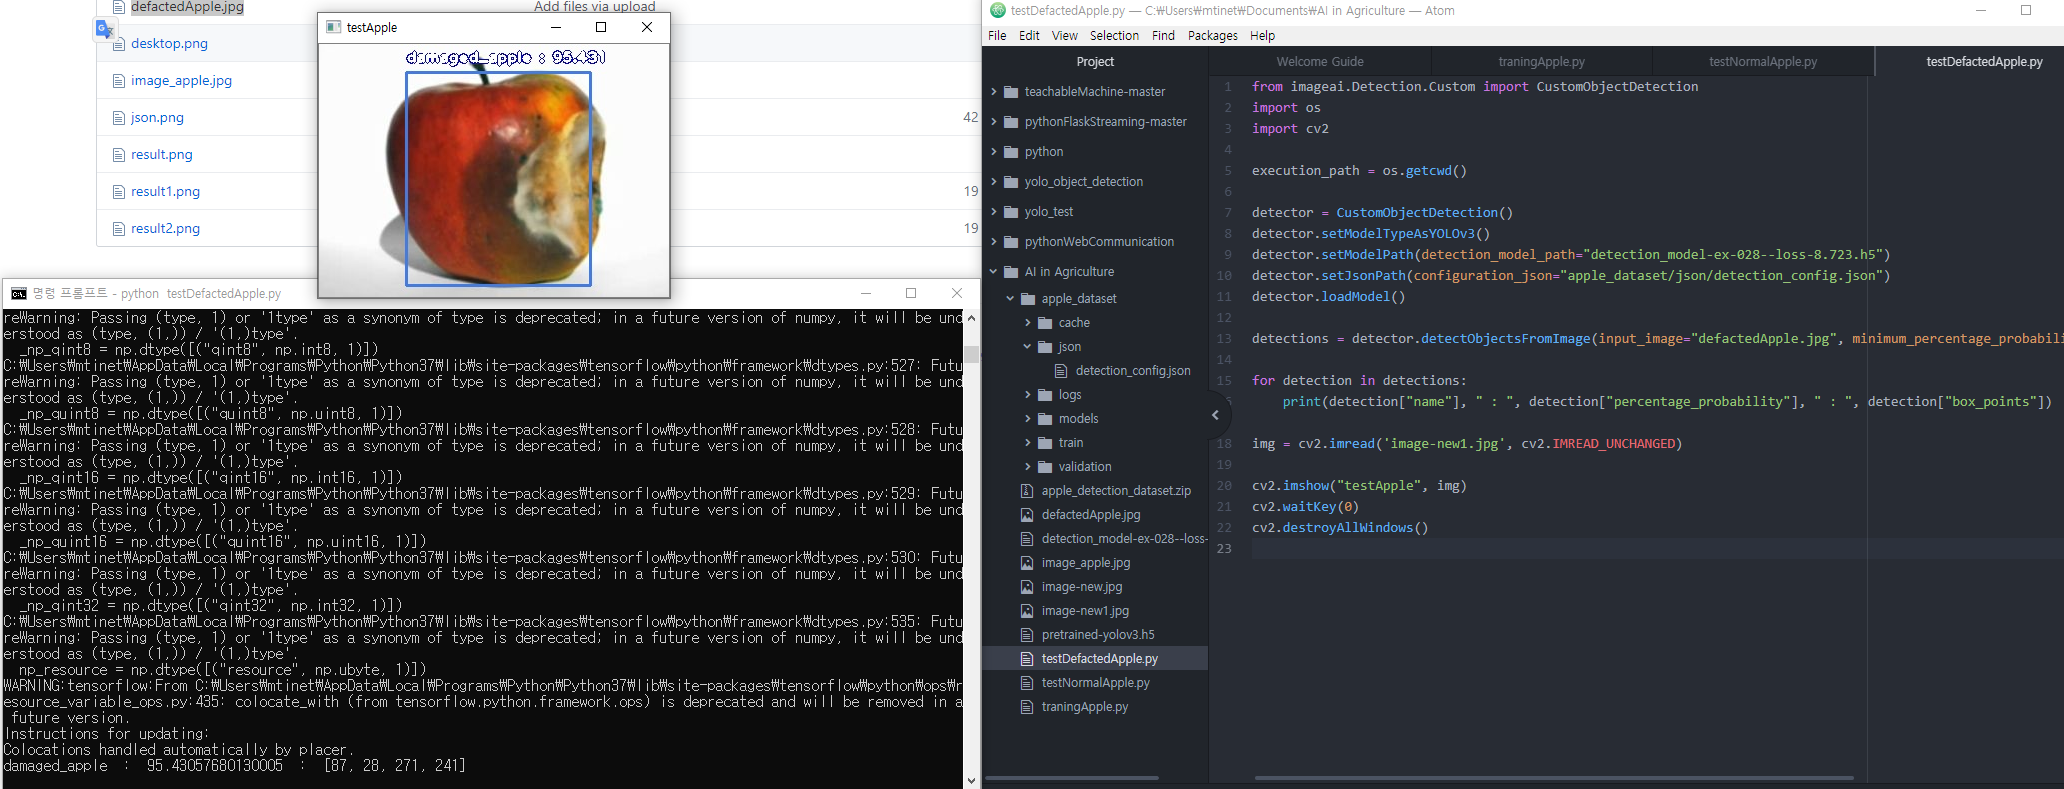 defactedApple.jpg
Add files via upload
desktop.png
image_apple.jpg
json.png
42
result.png
result1.png
19
result2.png
19
testApple
damaged_apple : 95.431
명령 프롬프트 - python  testDefactedApple.py
reWarning: Passing (type, 1) or '1type' as a synonym of type is deprecated; in a future version of numpy, it will be und
erstood as (type, (1,)) / '(1,)type'.
  _np_qint8 = np.dtype([("qint8", np.int8, 1)])
C:₩Users₩mtinet₩AppData₩Local₩Programs₩Python₩Python37₩lib₩site-packages₩tensorflow₩python₩framework₩dtypes.py:527: Futu
reWarning: Passing (type, 1) or '1type' as a synonym of type is deprecated; in a future version of numpy, it will be und
erstood as (type, (1,)) / '(1,)type'.
  _np_quint8 = np.dtype([("quint8", np.uint8, 1)])
C:₩Users₩mtinet₩AppData₩Local₩Programs₩Python₩Python37₩lib₩site-packages₩tensorflow₩python₩framework₩dtypes.py:528: Futu
reWarning: Passing (type, 1) or '1type' as a synonym of type is deprecated; in a future version of numpy, it will be und
erstood as (type, (1,)) / '(1,)type'.
  _np_qint16 = np.dtype([("qint16", np.int16, 1)])
C:₩Users₩mtinet₩AppData₩Local₩Programs₩Python₩Python37₩lib₩site-packages₩tensorflow₩python₩framework₩dtypes.py:529: Futu
reWarning: Passing (type, 1) or '1type' as a synonym of type is deprecated; in a future version of numpy, it will be und
erstood as (type, (1,)) / '(1,)type'.
  _np_quint16 = np.dtype([("quint16", np.uint16, 1)])
C:₩Users₩mtinet₩AppData₩Local₩Programs₩Python₩Python37₩lib₩site-packages₩tensorflow₩python₩framework₩dtypes.py:530: Futu
reWarning: Passing (type, 1) or '1type' as a synonym of type is deprecated; in a future version of numpy, it will be und
erstood as (type, (1,)) / '(1,)type'.
  _np_qint32 = np.dtype([("qint32", np.int32, 1)])
C:₩Users₩mtinet₩AppData₩Local₩Programs₩Python₩Python37₩lib₩site-packages₩tensorflow₩python₩framework₩dtypes.py:535: Futu
reWarning: Passing (type, 1) or '1type' as a synonym of type is deprecated; in a future version of numpy, it will be und
erstood as (type, (1,)) / '(1,)type'.
  np_resource = np.dtype([("resource", np.ubyte, 1)])
WARNING:tensorflow:From C:₩Users₩mtinet₩AppData₩Local₩Programs₩Python₩Python37₩lib₩site-packages₩tensorflow₩python₩ops₩r
esource_variable_ops.py:435: colocate_with (from tensorflow.python.framework.ops) is deprecated and will be removed in a
 future version.
Instructions for updating:
Colocations handled automatically by placer.
damaged_apple  :  95.43057680130005  :  [87, 28, 271, 241]
testDefactedApple.py — C:₩Users₩mtinet₩Documents₩AI in Agriculture — Atom
File Edit View Selection Find Packages Help
Project
teachableMachine-master
pythonFlaskStreaming-master
python
yolo_object_detection
yolo_test
pythonWebCommunication
AI in Agriculture
apple_dataset
cache
json
detection_config.json
logs
models
train
validation
apple_detection_dataset.zip
defactedApple.jpg
detection_model-ex-028--loss-
image_apple.jpg
image-new.jpg
image-new1.jpg
pretrained-yolov3.h5
testDefactedApple.py
testNormalApple.py
traningApple.py
Welcome Guide
traningApple.py
testNormalApple.py
testDefactedApple.py
1 from imageai.Detection.Custom import CustomObjectDetection
2 import os
3 import cv2
4
5 execution_path = os.getcwd()
6
7 detector = CustomObjectDetection()
8 detector.setModelTypeAsYOLOv3()
9 detector.setModelPath(detection_model_path="detection_model-ex-028--loss-8.723.h5")
10 detector.setJsonPath(configuration_json="apple_dataset/json/detection_config.json")
11 detector.loadModel()
12
13 detections = detector.detectObjectsFromImage(input_image="defactedApple.jpg", minimum_percentage_probabili
14
15 for detection in detections:
    print(detection["name"], " : ", detection["percentage_probability"], " : ", detection["box_points"])
18 img = cv2.imread('image-new1.jpg', cv2.IMREAD_UNCHANGED)
19
20 cv2.imshow("testApple", img)
21 cv2.waitKey(0)
22 cv2.destroyAllWindows()
23